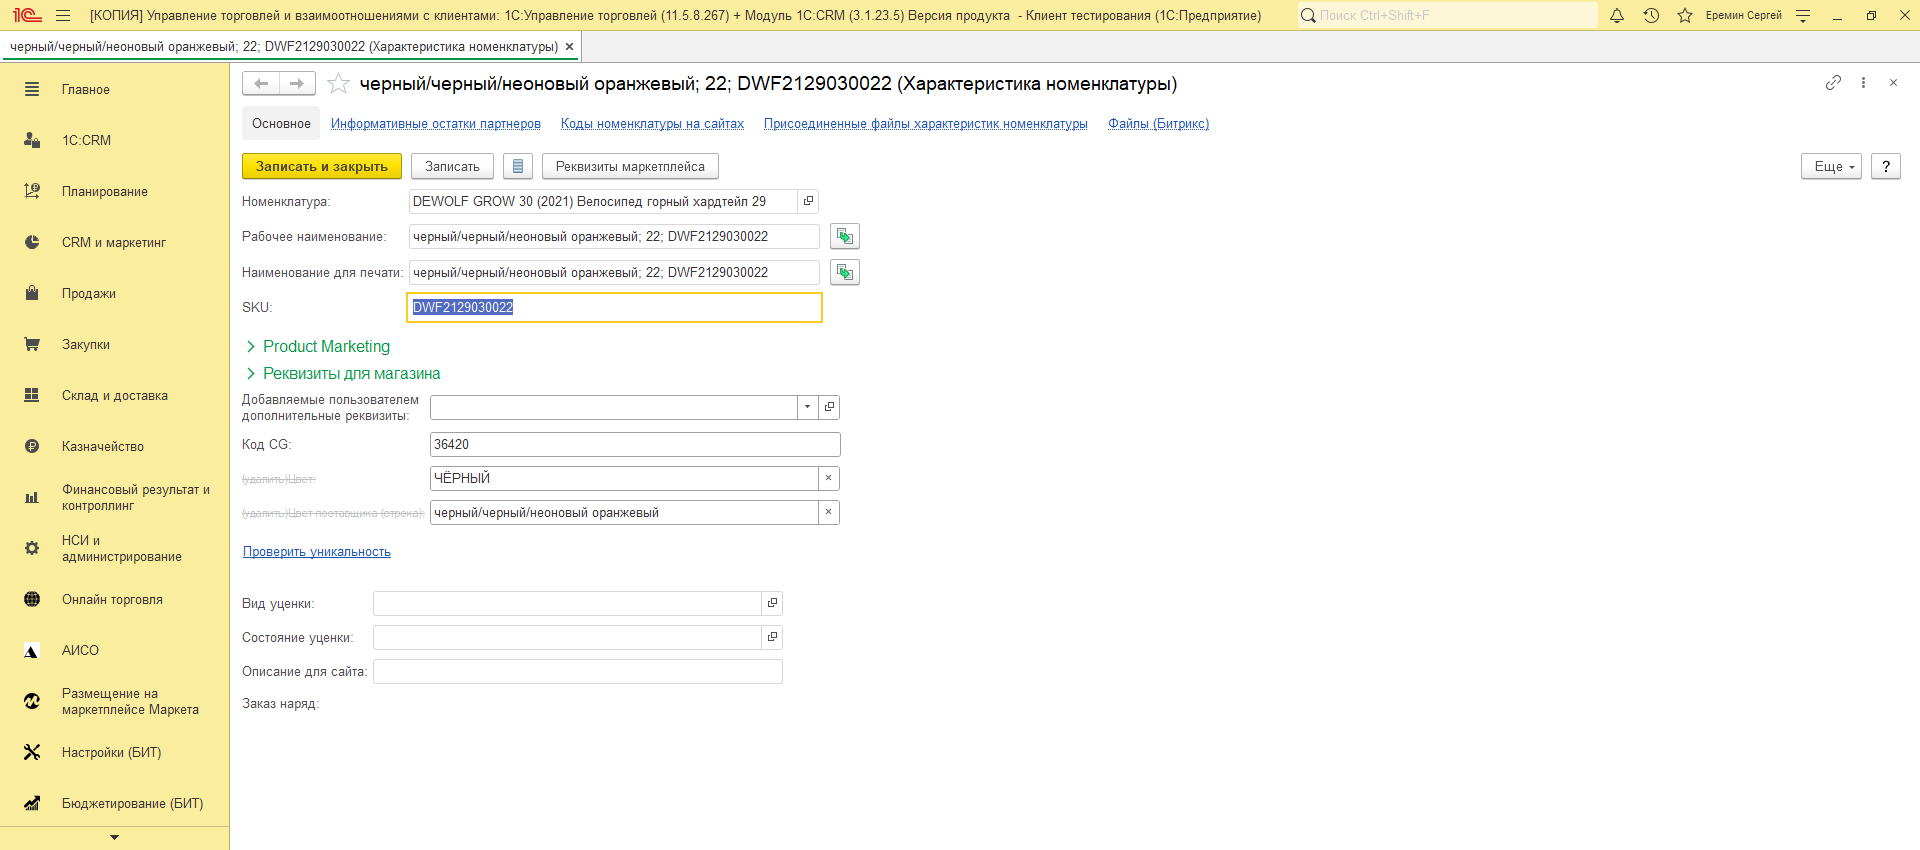 1С [КОПИЯ] Управление торговлей и взаимоотношениями с клиентами: 1С:Управление торговлей (11.5.8.267) + Модуль 1С:CRM (3.1.23.5) Версия продукта - Клиент тестирования (1С:Предприятие) Поиск Ctrl+Shift+F Еремин Сергей
черный/черный/неоновый оранжевый; 22; DWF2129030022 (Характеристика номенклатуры) ×
Главное
1С:CRM
Планирование
CRM и маркетинг
Продажи
Закупки
Склад и доставка
Казначейство
Финансовый результат и
контроллинг
НСИ и
администрирование
Онлайн торговля
АИСО
Размещение на
маркетплейсе Маркета
Настройки (БИТ)
Бюджетирование (БИТ)
черный/черный/неоновый оранжевый; 22; DWF2129030022 (Характеристика номенклатуры)
Основное Информативные остатки партнеров Коды номенклатуры на сайтах Присоединенные файлы характеристик номенклатуры Файлы (Битрикс)
Записать и закрыть Записать Реквизиты маркетплейса Еще ?
Номенклатура: DEWOLF GROW 30 (2021) Велосипед горный хардтейл 29
Рабочее наименование: черный/черный/неоновый оранжевый; 22; DWF2129030022
Наименование для печати: черный/черный/неоновый оранжевый; 22; DWF2129030022
SKU: DWF2129030022
Product Marketing
Реквизиты для магазина
Добавляемые пользователем
дополнительные реквизиты:
Код CG: 36420
(удалить)Цвет: ЧЁРНЫЙ ×
(удалить)Цвет поставщика (строка): черный/черный/неоновый оранжевый ×
Проверить уникальность
Вид уценки:
Состояние уценки:
Описание для сайта:
Заказ наряд: